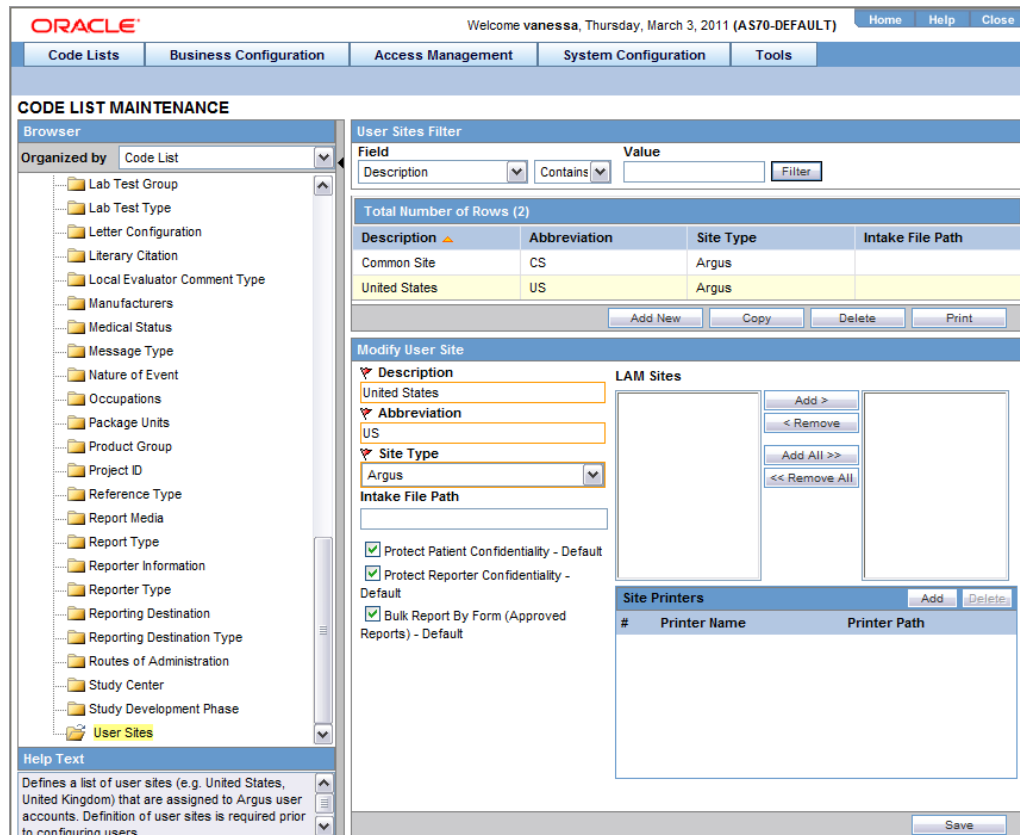 ORACLE
Welcome vanessa, Thursday, March 3, 2011 (AS70-DEFAULT)
Home Help Close
Code Lists Business Configuration Access Management System Configuration Tools
CODE LIST MAINTENANCE
Browser
Organized by Code List
Lab Test Group
Lab Test Type
Letter Configuration
Literary Citation
Local Evaluator Comment Type
Manufacturers
Medical Status
Message Type
Nature of Event
Occupations
Package Units
Product Group
Project ID
Reference Type
Report Media
Report Type
Reporter Information
Reporter Type
Reporting Destination
Reporting Destination Type
Routes of Administration
Study Center
Study Development Phase
User Sites
Help Text
Defines a list of user sites (e.g. United States,
United Kingdom) that are assigned to Argus user
accounts. Definition of user sites is required prior
to configuring users
User Sites Filter
Field Value
Description Contains Filter
Total Number of Rows (2)
Description Abbreviation Site Type Intake File Path
Common Site CS Argus
United States US Argus
Add New Copy Delete Print
Modify User Site
Description
United States
Abbreviation
US
Site Type
Argus
Intake File Path
Protect Patient Confidentiality - Default
Protect Reporter Confidentiality -
Default
Bulk Report By Form (Approved
Reports) - Default
LAM Sites
Add >
< Remove
Add All >>
<< Remove All
Site Printers Add Delete
# Printer Name Printer Path
Save